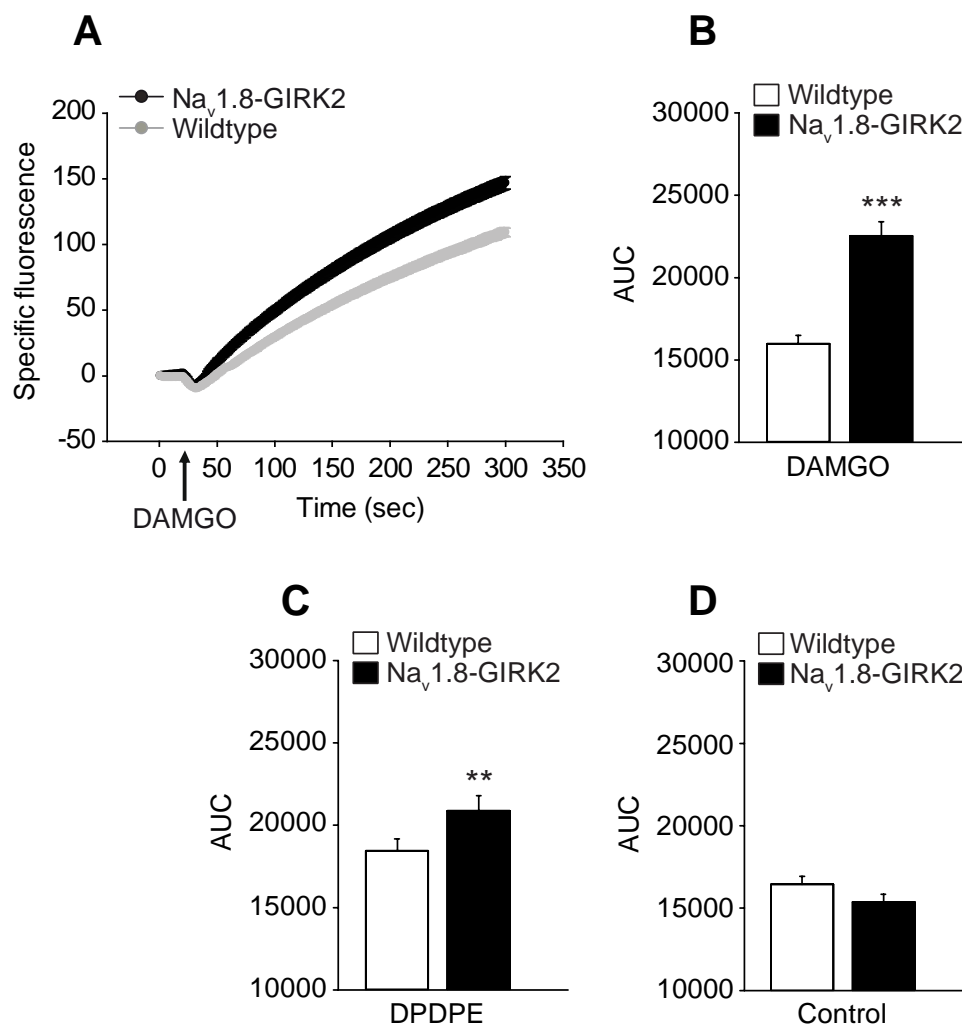 A
Naᵥ1.8-GIRK2
Wildtype
200
150
100
50
0
-50
Specific fluorescence
0 50 100 150 200 250 300 350
Time (sec)
DAMGO
B
Wildtype
Naᵥ1.8-GIRK2
30000
25000
20000
15000
10000
AUC
***
DAMGO
C
Wildtype
Naᵥ1.8-GIRK2
30000
25000
20000
15000
10000
AUC
**
DPDPE
D
Wildtype
Naᵥ1.8-GIRK2
30000
25000
20000
15000
10000
AUC
Control